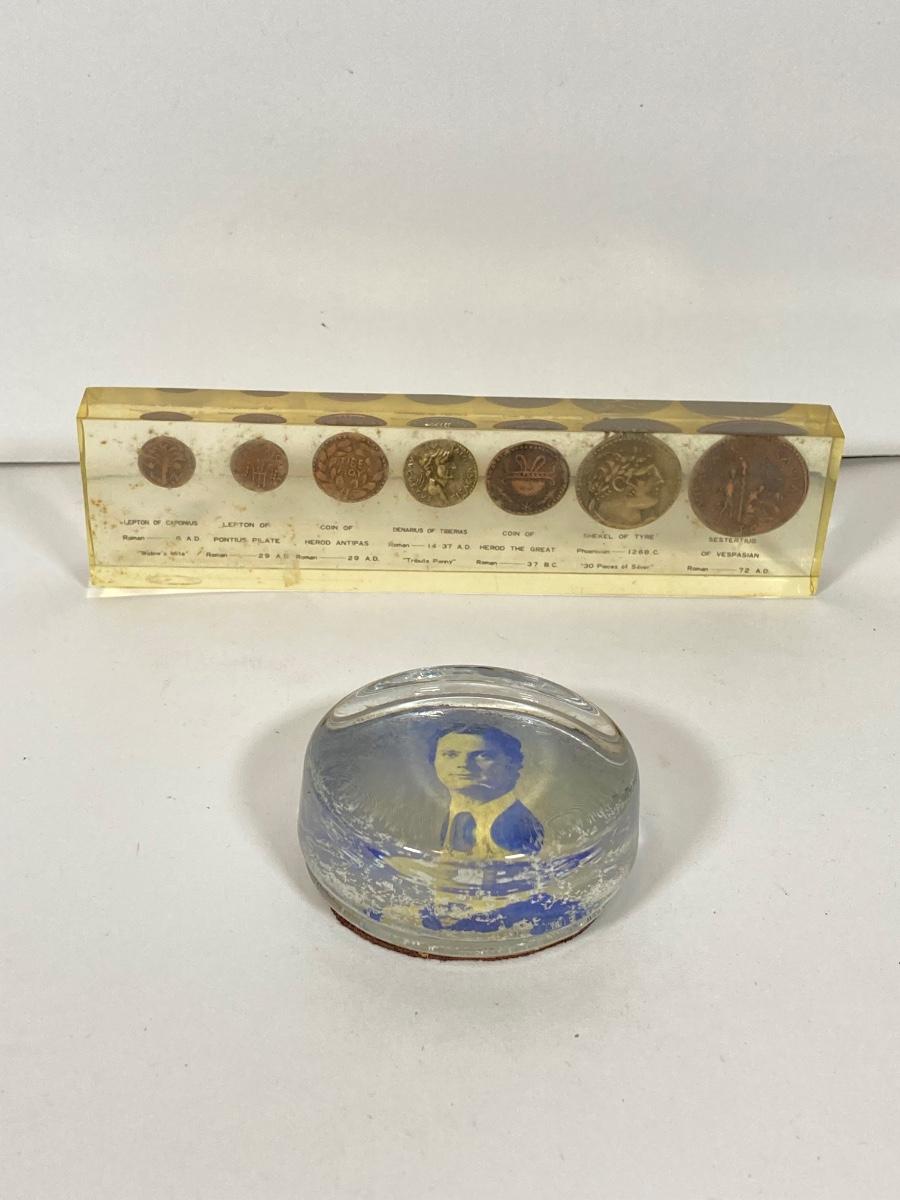 LEPTON OF CAPONIUS
Roman — 6 A.D.
"Widow's Mite"
LEPTON OF
PONTIUS PILATE
Roman — 29 A.D.
COIN OF
HEROD ANTIPAS
Roman — 29 A.D.
DENARIUS OF TIBERIAS
Roman — 14-37 A.D.
"Tribute Penny"
COIN OF
HEROD THE GREAT
Roman — 37 B.C.
SHEKEL OF TYRE
Phoenician — 126B.C.
"30 Pieces of Silver"
SESTERTIUS
OF VESPASIAN
Roman — 72 A.D.